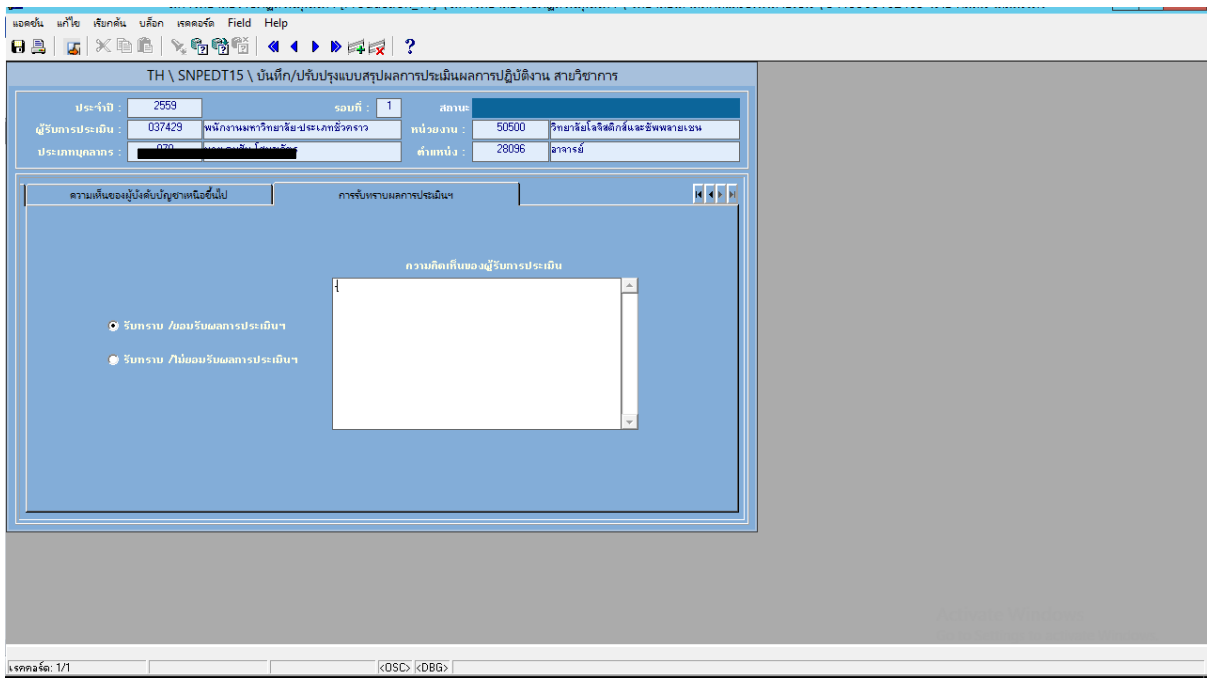 แอคชั่น แก้ไข เรียกค้น บล็อก เรคคอร์ด Field Help
TH \ SNPEDT15 \ บันทึก/ปรับปรุงแบบสรุปผลการประเมินผลการปฏิบัติงาน สายวิชาการ
ประจำปี : 2559 รอบที่ : 1 สถานะ
ผู้รับการประเมิน : 037429 พนักงานมหาวิทยาลัย-ประเภทชั่วคราว หน่วยงาน : 50500 วิทยาลัยโลจิสติกส์และซัพพลายเชน
ประเภทบุคลากร : ตำแหน่ง : 28096 อาจารย์
ความเห็นของผู้บังคับบัญชาเหนือขึ้นไป การรับทราบผลการประเมินฯ
ความคิดเห็นของผู้รับการประเมิน
-
รับทราบ /ยอมรับผลการประเมินฯ
รับทราบ /ไม่ยอมรับผลการประเมินฯ
เรคคอร์ด: 1/1 <OSC> <DBG>